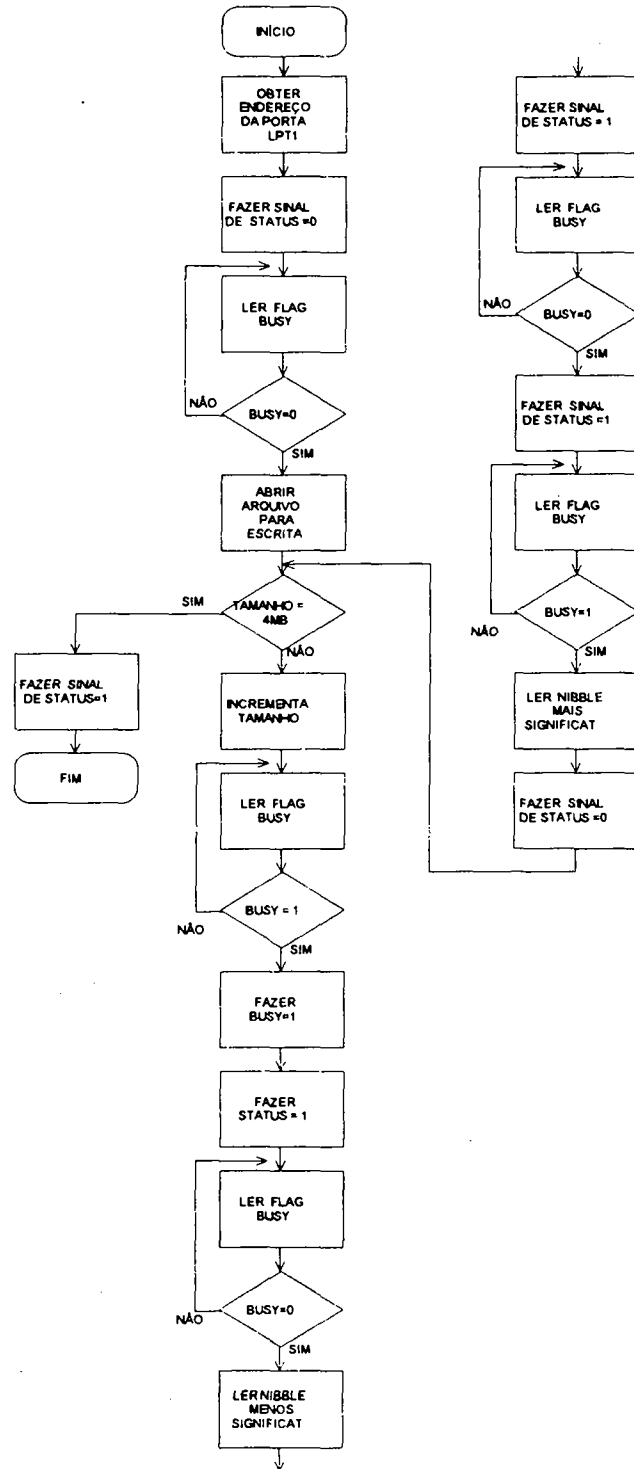 INÍCIO
OBTER
ENDEREÇO
DA PORTA
LPT1
FAZER SINAL
DE STATUS =0
LER FLAG
BUSY
NÃO
BUSY=0
SIM
ABRIR
ARQUIVO
PARA
ESCRITA
SIM
TAMANHO =
4MB
NÃO
FAZER SINAL
DE STATUS=1
FIM
INCREMENTA
TAMANHO
LER FLAG
BUSY
BUSY = 1
NÃO
SIM
FAZER
BUSY=1
FAZER
STATUS = 1
LER FLAG
BUSY
BUSY=0
NÃO
SIM
LER NIBBLE
MENOS
SIGNIFICAT
FAZER SINAL
DE STATUS = 1
LER FLAG
BUSY
NÃO
BUSY=0
SIM
FAZER SINAL
DE STATUS =1
LER FLAG
BUSY
BUSY=1
NÃO
SIM
LER NIBBLE
MAIS
SIGNIFICAT
FAZER SINAL
DE STATUS =0